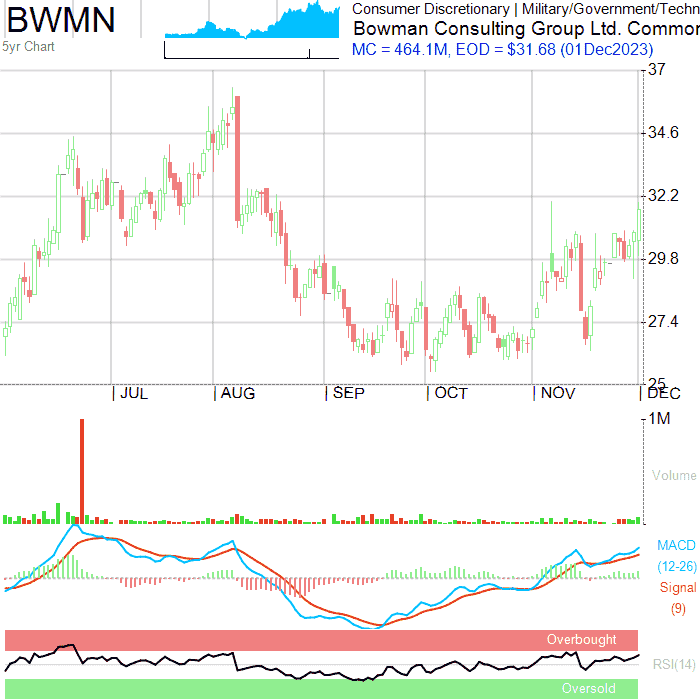 BWMN
5yr Chart
Consumer Discretionary | Military/Government/Techn
Bowman Consulting Group Ltd. Common
MC = 464.1M, EOD = $31.68 (01Dec2023)
37
34.6
32.2
29.8
27.4
25
JUL AUG SEP OCT NOV DEC
1M
Volume
MACD
(12-26)
Signal
(9)
Overbought
RSI(14)
Oversold